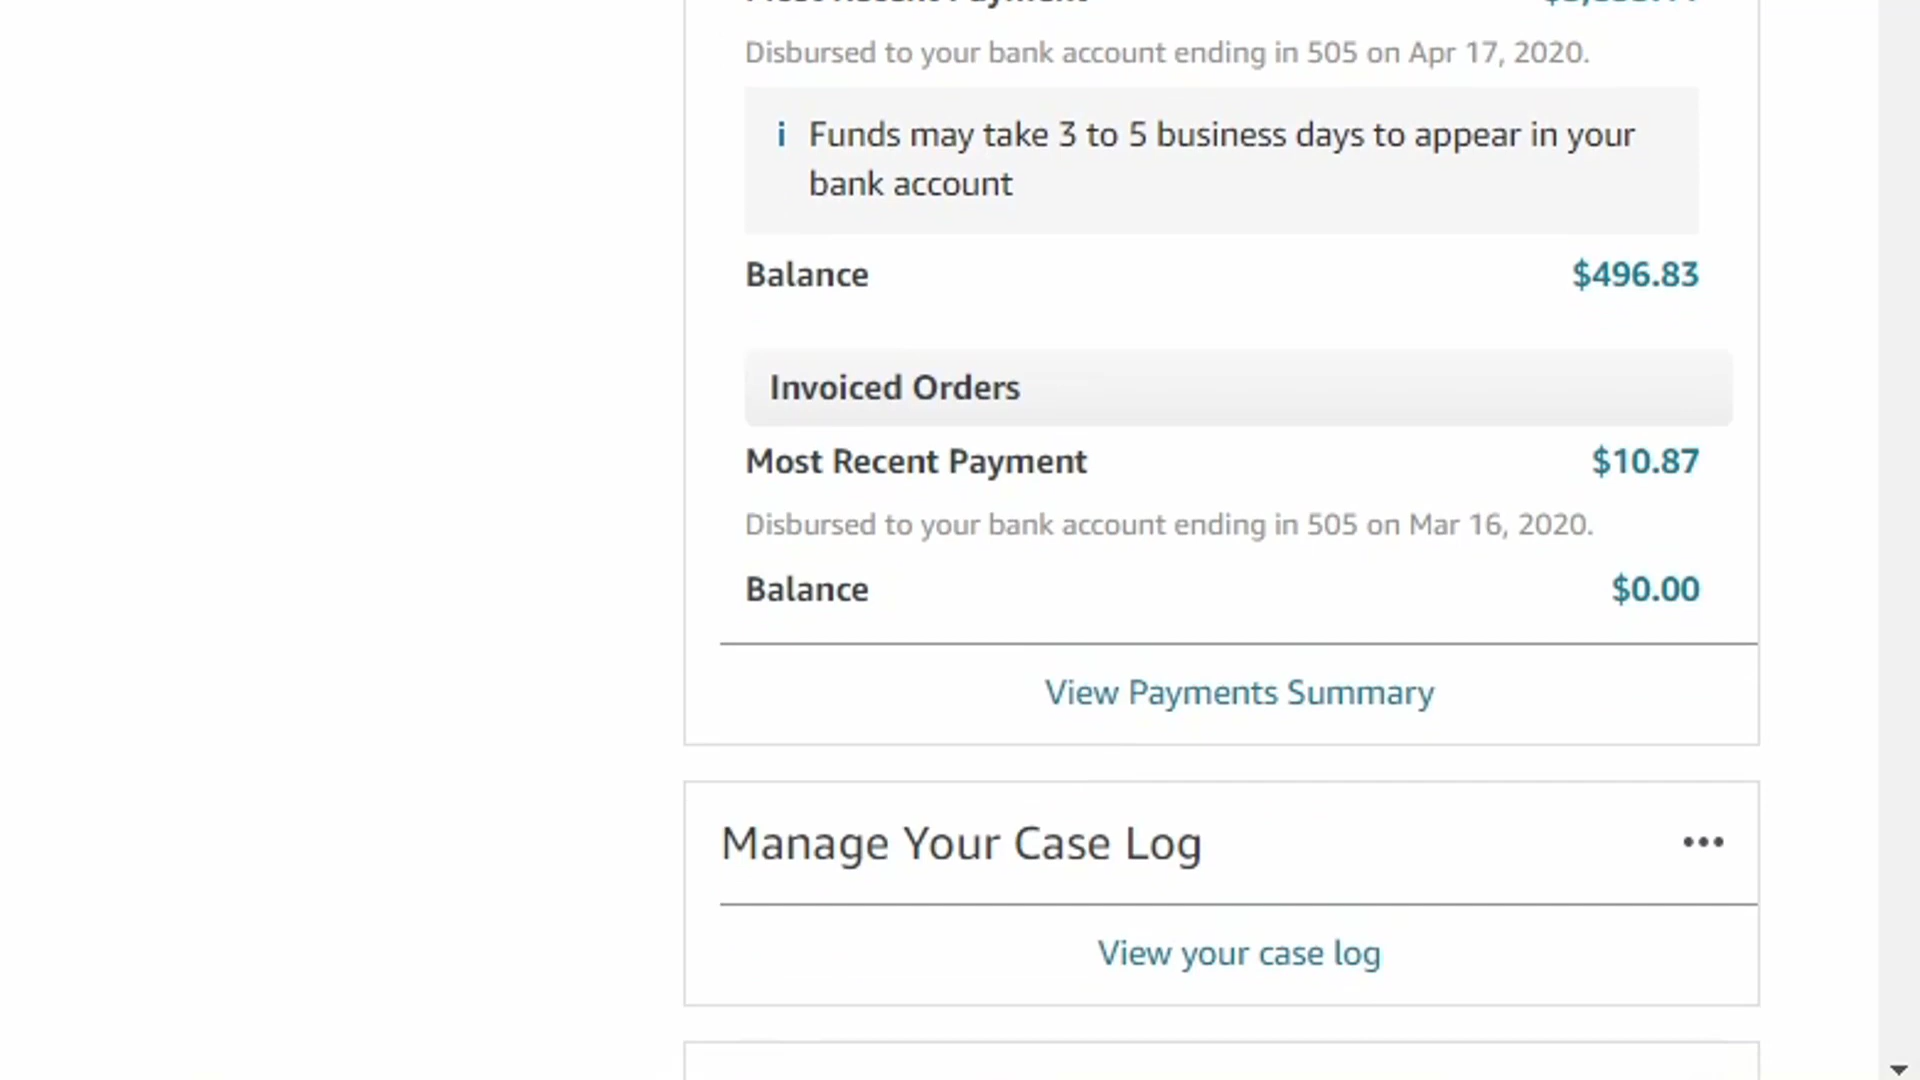 Most Recent Payment
Disbursed to your bank account ending in 505 on Apr 17, 2020.
i Funds may take 3 to 5 business days to appear in your
bank account
Balance $496.83
Invoiced Orders
Most Recent Payment $10.87
Disbursed to your bank account ending in 505 on Mar 16, 2020.
Balance $0.00
View Payments Summary
Manage Your Case Log
View your case log